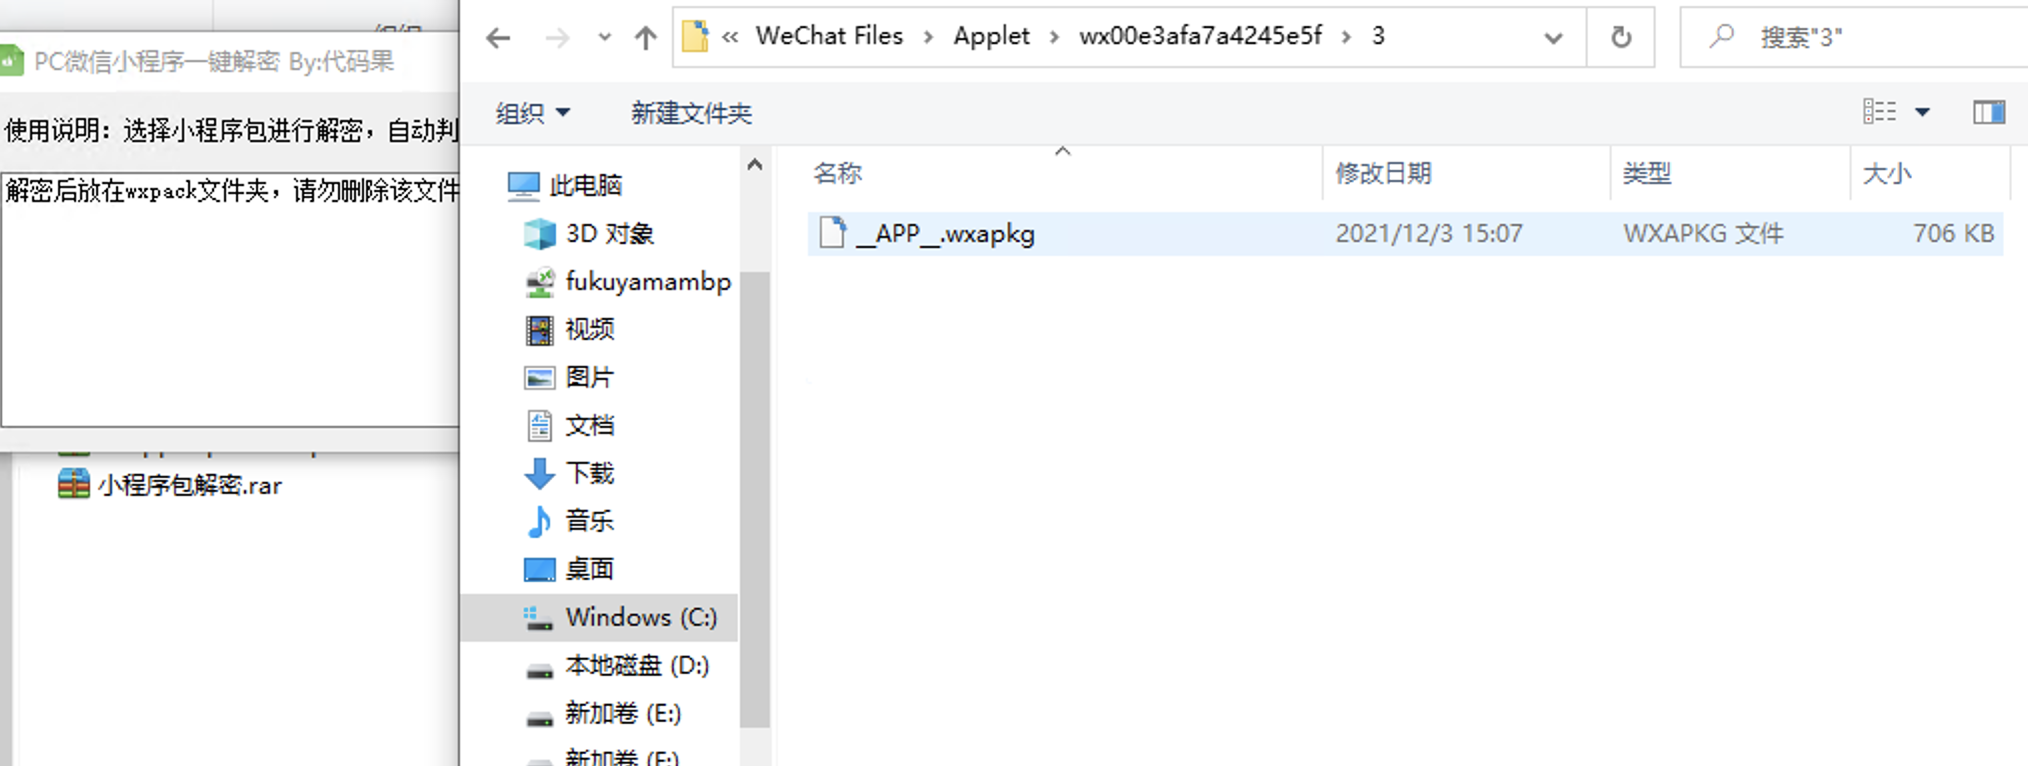 PC微信小程序一键解密 By:代码果
使用说明：选择小程序包进行解密，自动判
解密后放在wxpack文件夹，请勿删除该文件
小程序包解密.rar
« WeChat Files › Applet › wx00e3afa7a4245e5f › 3
搜索"3"
组织
新建文件夹
名称 修改日期 类型 大小
__APP__.wxapkg 2021/12/3 15:07 WXAPKG 文件 706 KB
此电脑
3D 对象
fukuyamambp
视频
图片
文档
下载
音乐
桌面
Windows (C:)
本地磁盘 (D:)
新加卷 (E:)
新加卷 (F:)